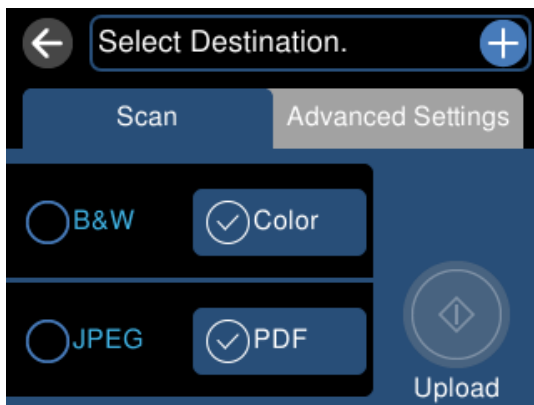 Select Destination.
Scan
Advanced Settings
B&W
Color
JPEG
PDF
Upload